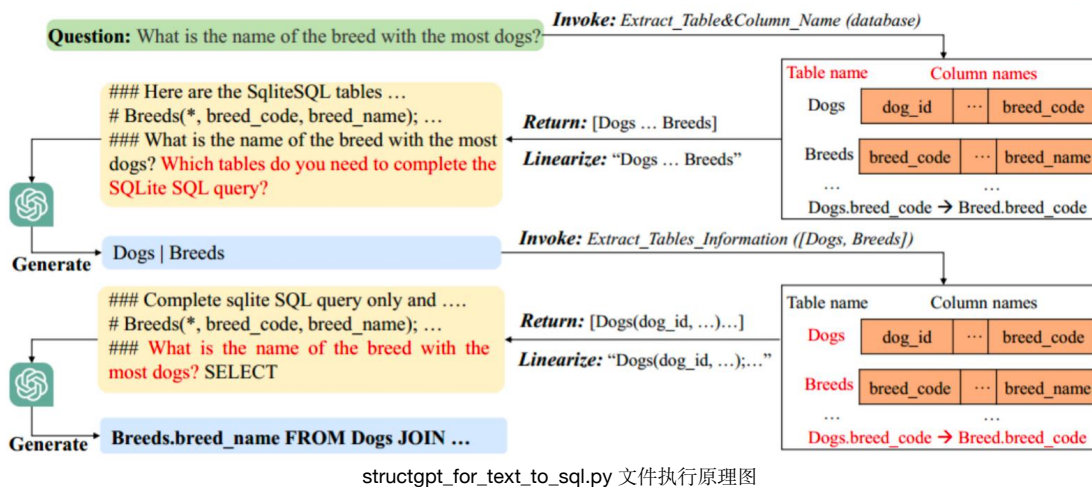 Invoke: Extract_Table&Column_Name (database)
Question: What is the name of the breed with the most dogs?
Table name Column names
Dogs dog_id ... breed_code
Breeds breed_code ... breed_name
... ...
Dogs.breed_code → Breed.breed_code
Return: [Dogs ... Breeds]
Linearize: “Dogs ... Breeds”
### Here are the SqliteSQL tables ...
# Breeds(*, breed_code, breed_name); ...
### What is the name of the breed with the most
dogs? Which tables do you need to complete the
SQLite SQL query?
Generate
Dogs | Breeds
Invoke: Extract_Tables_Information ([Dogs, Breeds])
Table name Column names
Dogs dog_id ... breed_code
Breeds breed_code ... breed_name
... ...
Dogs.breed_code → Breed.breed_code
Return: [Dogs(dog_id, ...)...]
Linearize: “Dogs(dog_id, ...);...”
### Complete sqlite SQL query only and ....
# Breeds(*, breed_code, breed_name); ...
### What is the name of the breed with the
most dogs? SELECT
Generate
Breeds.breed_name FROM Dogs JOIN ...
structgpt_for_text_to_sql.py 文件执行原理图